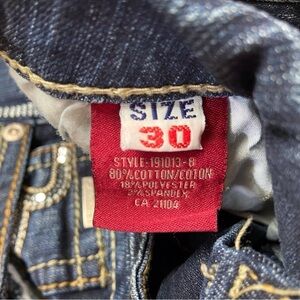 SIZE
30
STYLE:191013-8
80%COTTON/COTON
18%POLYESTER
2%SPANDEX
CA 21104